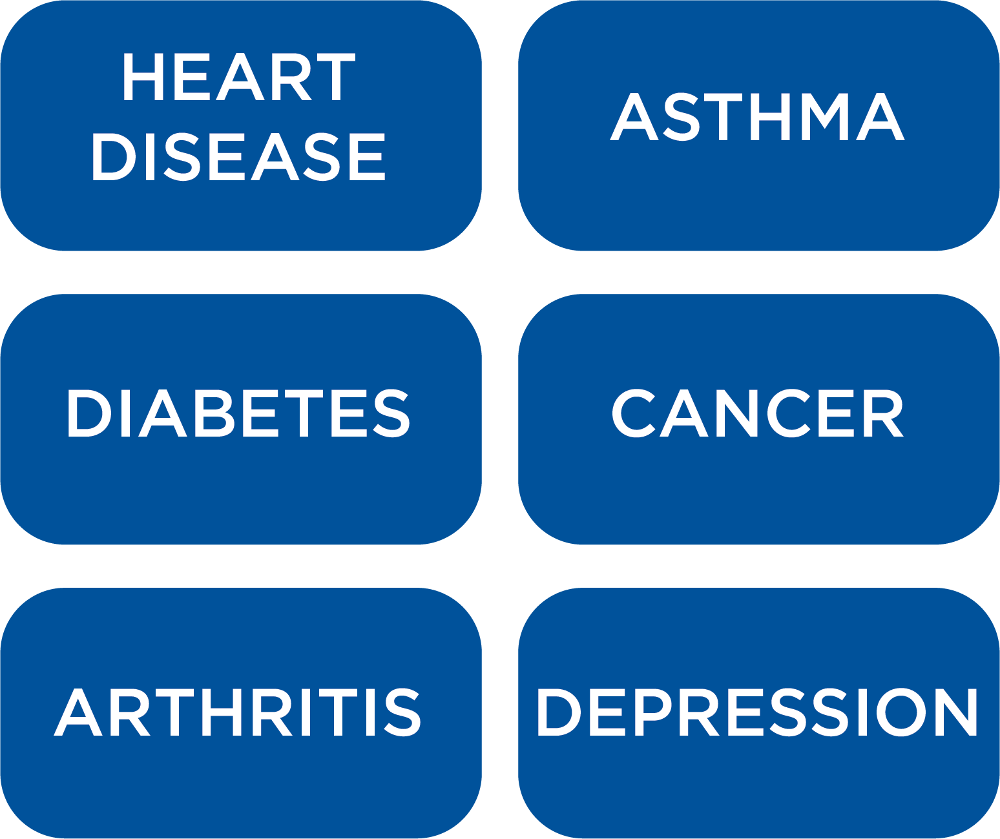 HEART
DISEASE
ASTHMA
DIABETES
CANCER
ARTHRITIS
DEPRESSION